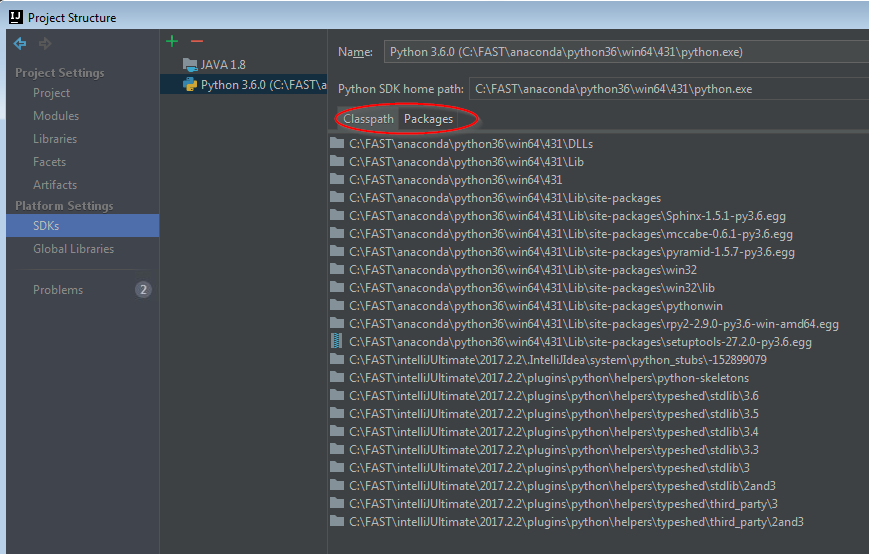 IJ Project Structure
Project Settings
Project
Modules
Libraries
Facets
Artifacts
Platform Settings
SDKs
Global Libraries
Problems 2
JAVA 1.8
Python 3.6.0 (C:\FAST\a
Name: Python 3.6.0 (C:\FAST\anaconda\python36\win64\431\python.exe)
Python SDK home path: C:\FAST\anaconda\python36\win64\431\python.exe
Classpath Packages
C:\FAST\anaconda\python36\win64\431\DLLs
C:\FAST\anaconda\python36\win64\431\Lib
C:\FAST\anaconda\python36\win64\431
C:\FAST\anaconda\python36\win64\431\Lib\site-packages
C:\FAST\anaconda\python36\win64\431\Lib\site-packages\Sphinx-1.5.1-py3.6.egg
C:\FAST\anaconda\python36\win64\431\Lib\site-packages\mccabe-0.6.1-py3.6.egg
C:\FAST\anaconda\python36\win64\431\Lib\site-packages\pyramid-1.5.7-py3.6.egg
C:\FAST\anaconda\python36\win64\431\Lib\site-packages\win32
C:\FAST\anaconda\python36\win64\431\Lib\site-packages\win32\lib
C:\FAST\anaconda\python36\win64\431\Lib\site-packages\pythonwin
C:\FAST\anaconda\python36\win64\431\Lib\site-packages\rpy2-2.9.0-py3.6-win-amd64.egg
C:\FAST\anaconda\python36\win64\431\Lib\site-packages\setuptools-27.2.0-py3.6.egg
C:\FAST\intelliJUltimate\2017.2.2\.IntelliJIdea\system\python_stubs\-152899079
C:\FAST\intelliJUltimate\2017.2.2\plugins\python\helpers\python-skeletons
C:\FAST\intelliJUltimate\2017.2.2\plugins\python\helpers\typeshed\stdlib\3.6
C:\FAST\intelliJUltimate\2017.2.2\plugins\python\helpers\typeshed\stdlib\3.5
C:\FAST\intelliJUltimate\2017.2.2\plugins\python\helpers\typeshed\stdlib\3.4
C:\FAST\intelliJUltimate\2017.2.2\plugins\python\helpers\typeshed\stdlib\3.3
C:\FAST\intelliJUltimate\2017.2.2\plugins\python\helpers\typeshed\stdlib\3
C:\FAST\intelliJUltimate\2017.2.2\plugins\python\helpers\typeshed\stdlib\2and3
C:\FAST\intelliJUltimate\2017.2.2\plugins\python\helpers\typeshed\third_party\3
C:\FAST\intelliJUltimate\2017.2.2\plugins\python\helpers\typeshed\third_party\2and3